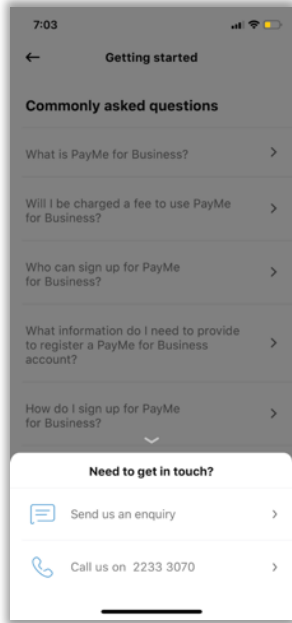 7:03
Getting started
Commonly asked questions
What is PayMe for Business?
Will I be charged a fee to use PayMe
for Business?
Who can sign up for PayMe
for Business?
What information do I need to provide
to register a PayMe for Business
account?
How do I sign up for PayMe
for Business?
Need to get in touch?
Send us an enquiry
Call us on 2233 3070